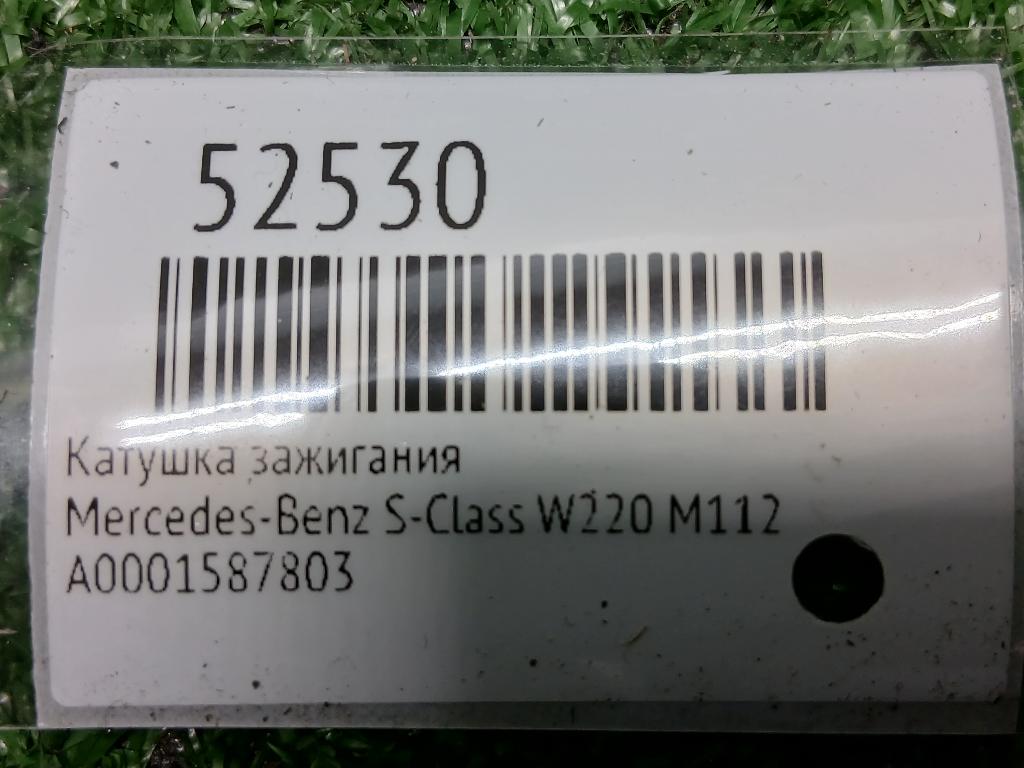 52530
Катушка зажигания
Mercedes-Benz S-Class W220 M112
A0001587803